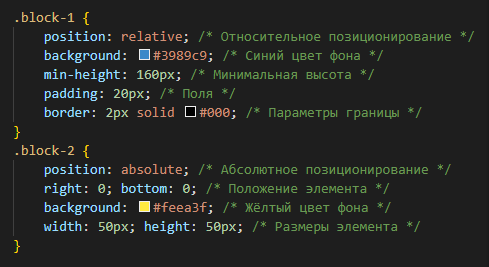 .block-1 {
position: relative; /* Относительное позиционирование */
background: #3989c9; /* Синий цвет фона */
min-height: 160px; /* Минимальная высота */
padding: 20px; /* Поля */
border: 2px solid #000; /* Параметры границы */
}
.block-2 {
position: absolute; /* Абсолютное позиционирование */
right: 0; bottom: 0; /* Положение элемента */
background: #feea3f; /* Жёлтый цвет фона */
width: 50px; height: 50px; /* Размеры элемента */
}